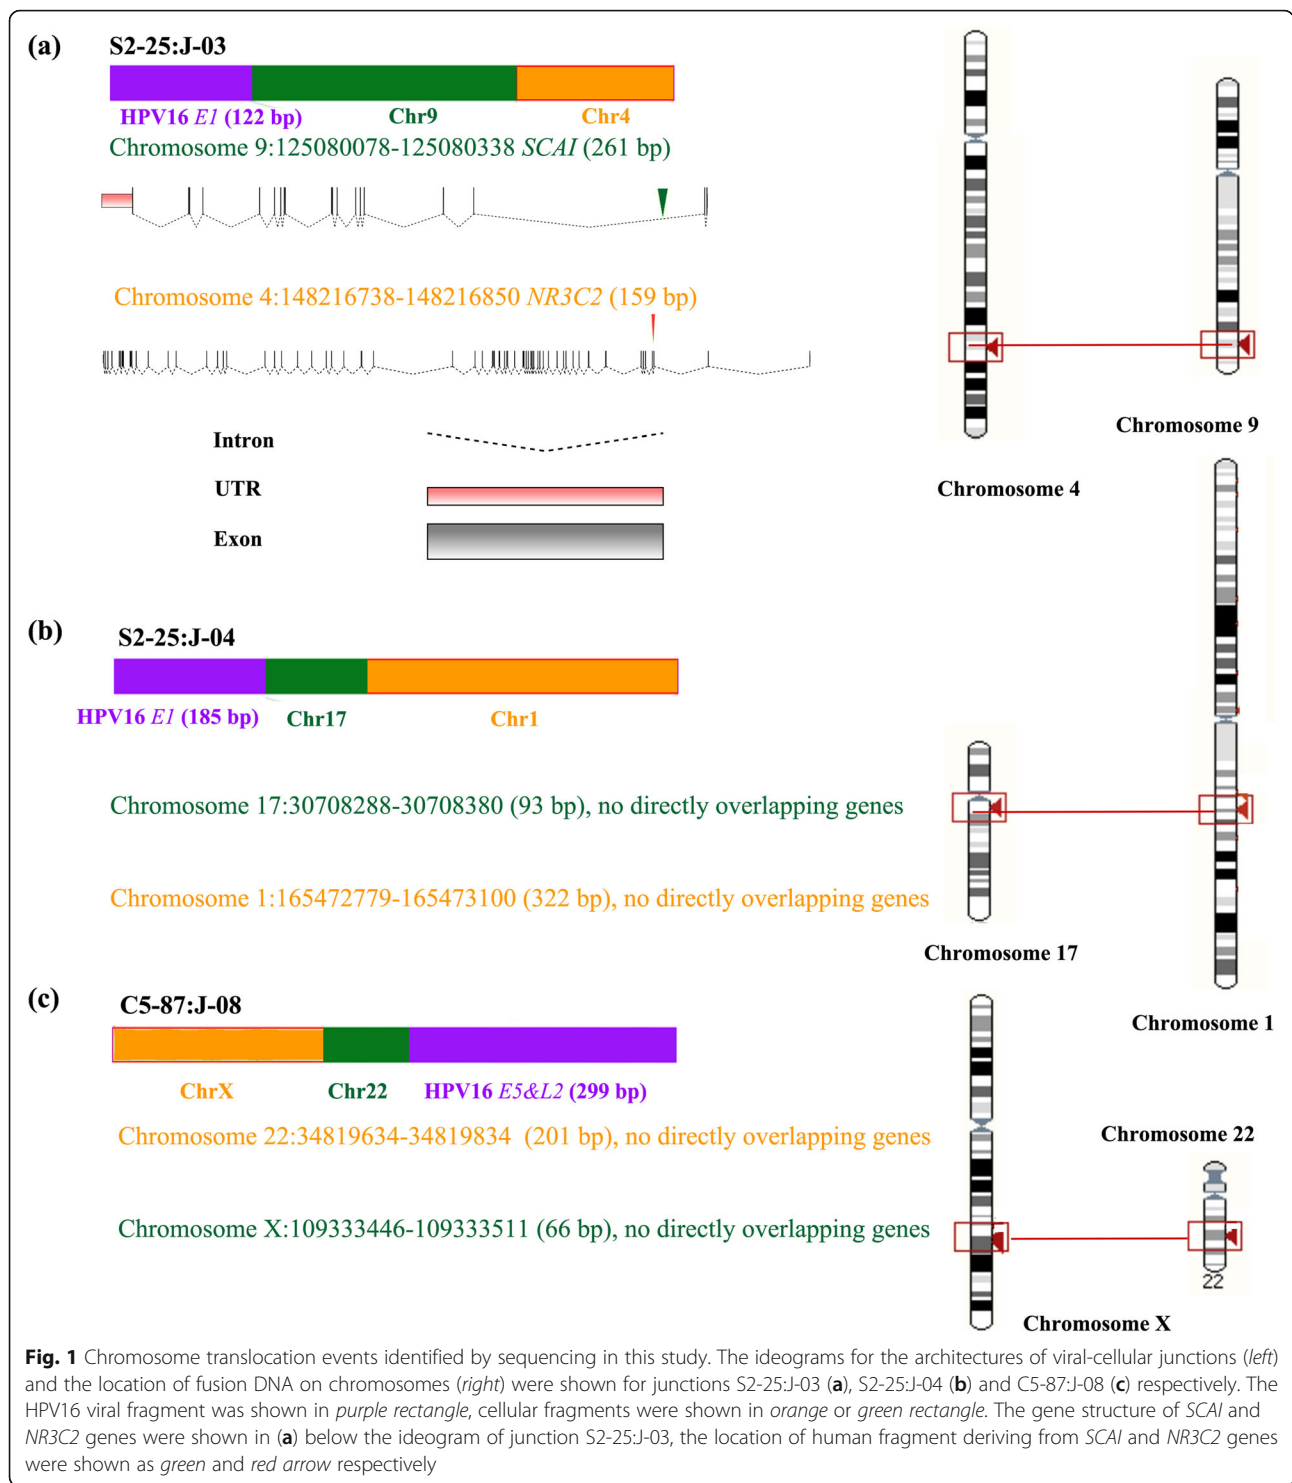 (a)
S2-25:J-03
HPV16 E1 (122 bp)
Chr9
Chr4
Chromosome 9:125080078-125080338 SCAI (261 bp)
Chromosome 4:148216738-148216850 NR3C2 (159 bp)
Intron
UTR
Exon
Chromosome 4
Chromosome 9
(b)
S2-25:J-04
HPV16 E1 (185 bp)
Chr17
Chr1
Chromosome 17:30708288-30708380 (93 bp), no directly overlapping genes
Chromosome 1:165472779-165473100 (322 bp), no directly overlapping genes
Chromosome 17
Chromosome 1
(c)
C5-87:J-08
ChrX
Chr22
HPV16 E5&L2 (299 bp)
Chromosome 22:34819634-34819834 (201 bp), no directly overlapping genes
Chromosome X:109333446-109333511 (66 bp), no directly overlapping genes
Chromosome 22
22
Chromosome X
Fig. 1 Chromosome translocation events identified by sequencing in this study. The ideograms for the architectures of viral-cellular junctions (left)
and the location of fusion DNA on chromosomes (right) were shown for junctions S2-25:J-03 (a), S2-25:J-04 (b) and C5-87:J-08 (c) respectively. The
HPV16 viral fragment was shown in purple rectangle, cellular fragments were shown in orange or green rectangle. The gene structure of SCAI and
NR3C2 genes were shown in (a) below the ideogram of junction S2-25:J-03, the location of human fragment deriving from SCAI and NR3C2 genes
were shown as green and red arrow respectively